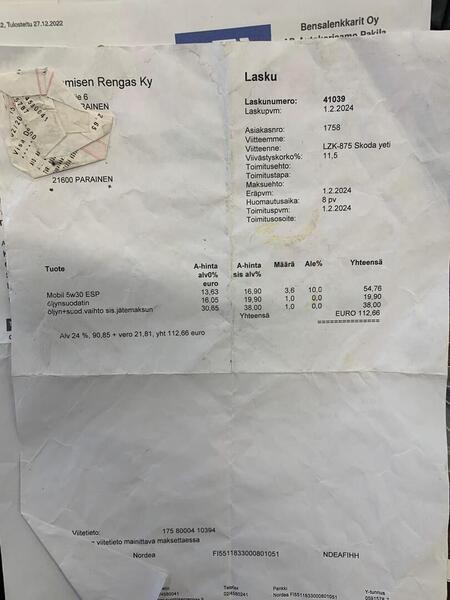 2, Tulostettu 27.12.2022
Bensalenkkarit Oy
misen Rengas Ky
Lasku
ie 6
PARAINEN
Laskunumero: 41039
Laskupvm: 1.2.2024
Asiakasnro: 1758
Viitteemme:
Viitteenne: LZK-875 Skoda yeti
Viivästyskorko%: 11,5
Toimitusehto:
Toimitustapa:
Maksuehto:
Eräpvm: 1.2.2024
Huomautusaika: 8 pv
Toimituspvm: 1.2.2024
Toimitusosoite:
21600 PARAINEN
Tuote A-hinta A-hinta Määrä Ale% Yhteensä
alv0% sis alv%
euro
Mobil 5w30 ESP 13,63 16,90 3,6 10,0 54,76
öljynsuodatin 16,05 19,90 1,0 0,0 19,90
öljyn+suod.vaihto sis.jätemaksun 30,65 38,00 1,0 0,0 38,00
Yhteensä EURO 112,66
Alv 24 %, 90,85 + vero 21,81, yht 112,66 euro
Viitetieto: 175 80004 10394
viitetieto mainittava maksettaessa
Nordea FI5511833000801051 NDEAFIHH
Telefax Pankki Y-tunnus
02/4580241 Nordea FI5511833000801051